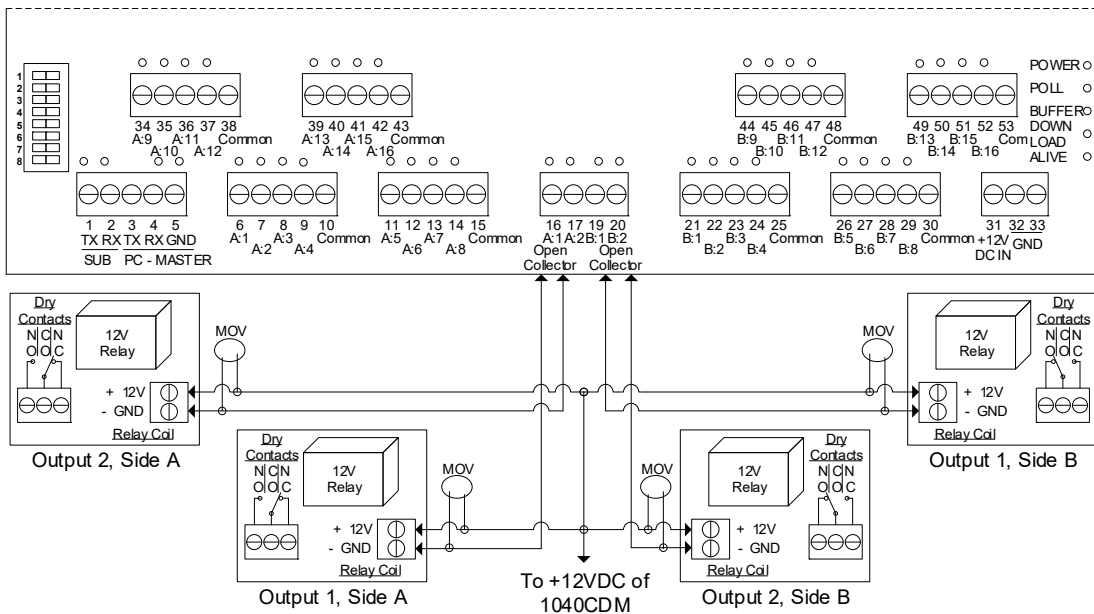 1
2
3
4
5
6
7
8
34 35 36 37 38
A:9 A:11 Common
A:10 A:12
39 40 41 42 43
A:13 A:15 Common
A:14 A:16
44 45 46 47 48
B:9 B:11 Common
B:10 B:12
49 50 51 52 53
B:13 B:15 Com
B:14 B:16
POWER
POLL
BUFFER
DOWN
LOAD
ALIVE
1 2 3 4 5
TX RX TX RX GND
SUB PC - MASTER
6 7 8 9 10
A:1 A:3 Common
A:2 A:4
11 12 13 14 15
A:5 A:7 Common
A:6 A:8
16 17 19 20
A:1 A:2 B:1 B:2
Open Open
Collector Collector
21 22 23 24 25
B:1 B:3 Common
B:2 B:4
26 27 28 29 30
B:5 B:7 Common
B:6 B:8
31 32 33
+12V GND
DC IN
Dry
Contacts
N C N
O O C
12V
Relay
MOV
+ 12V
- GND
Relay Coil
Output 2, Side A
MOV
12V
Relay
Dry
Contacts
N C N
O O C
+ 12V
- GND
Relay Coil
Output 1, Side B
Dry
Contacts
N C N
O O C
12V
Relay
MOV
+ 12V
- GND
Relay Coil
Output 1, Side A
MOV
12V
Relay
Dry
Contacts
N C N
O O C
+ 12V
- GND
Relay Coil
Output 2, Side B
To +12VDC of
1040CDM